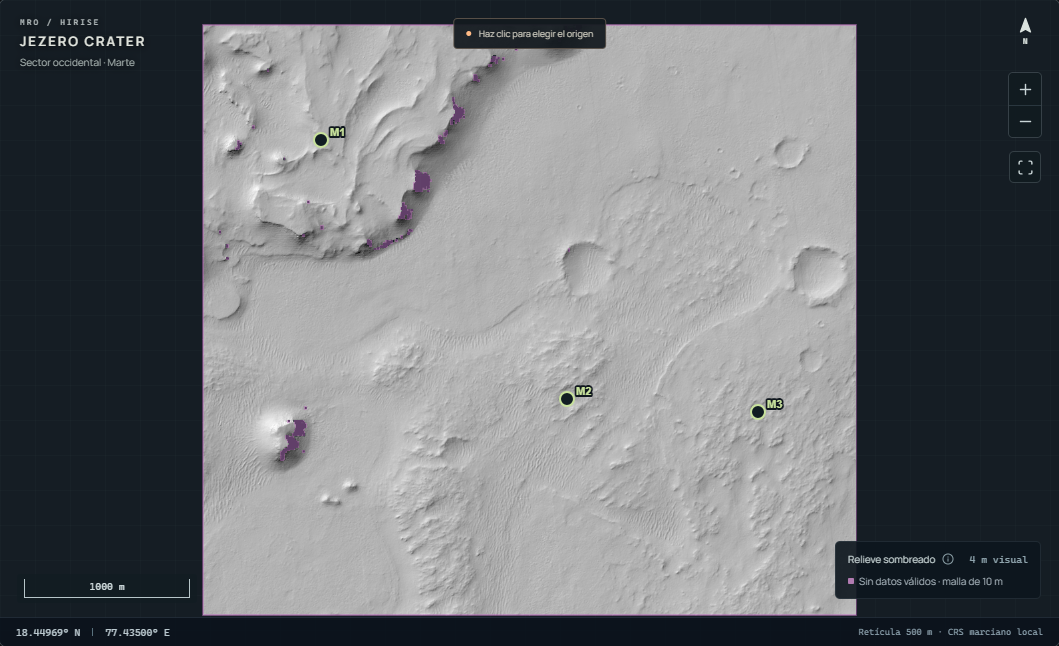 MRO / HIRISE
JEZERO CRATER
Sector occidental · Marte
Haz clic para elegir el origen
N
M1
M2
M3
Relieve sombreado 4 m visual
Sin datos válidos · malla de 10 m
1000 m
18.44969° N | 77.43500° E
Retícula 500 m · CRS marciano local